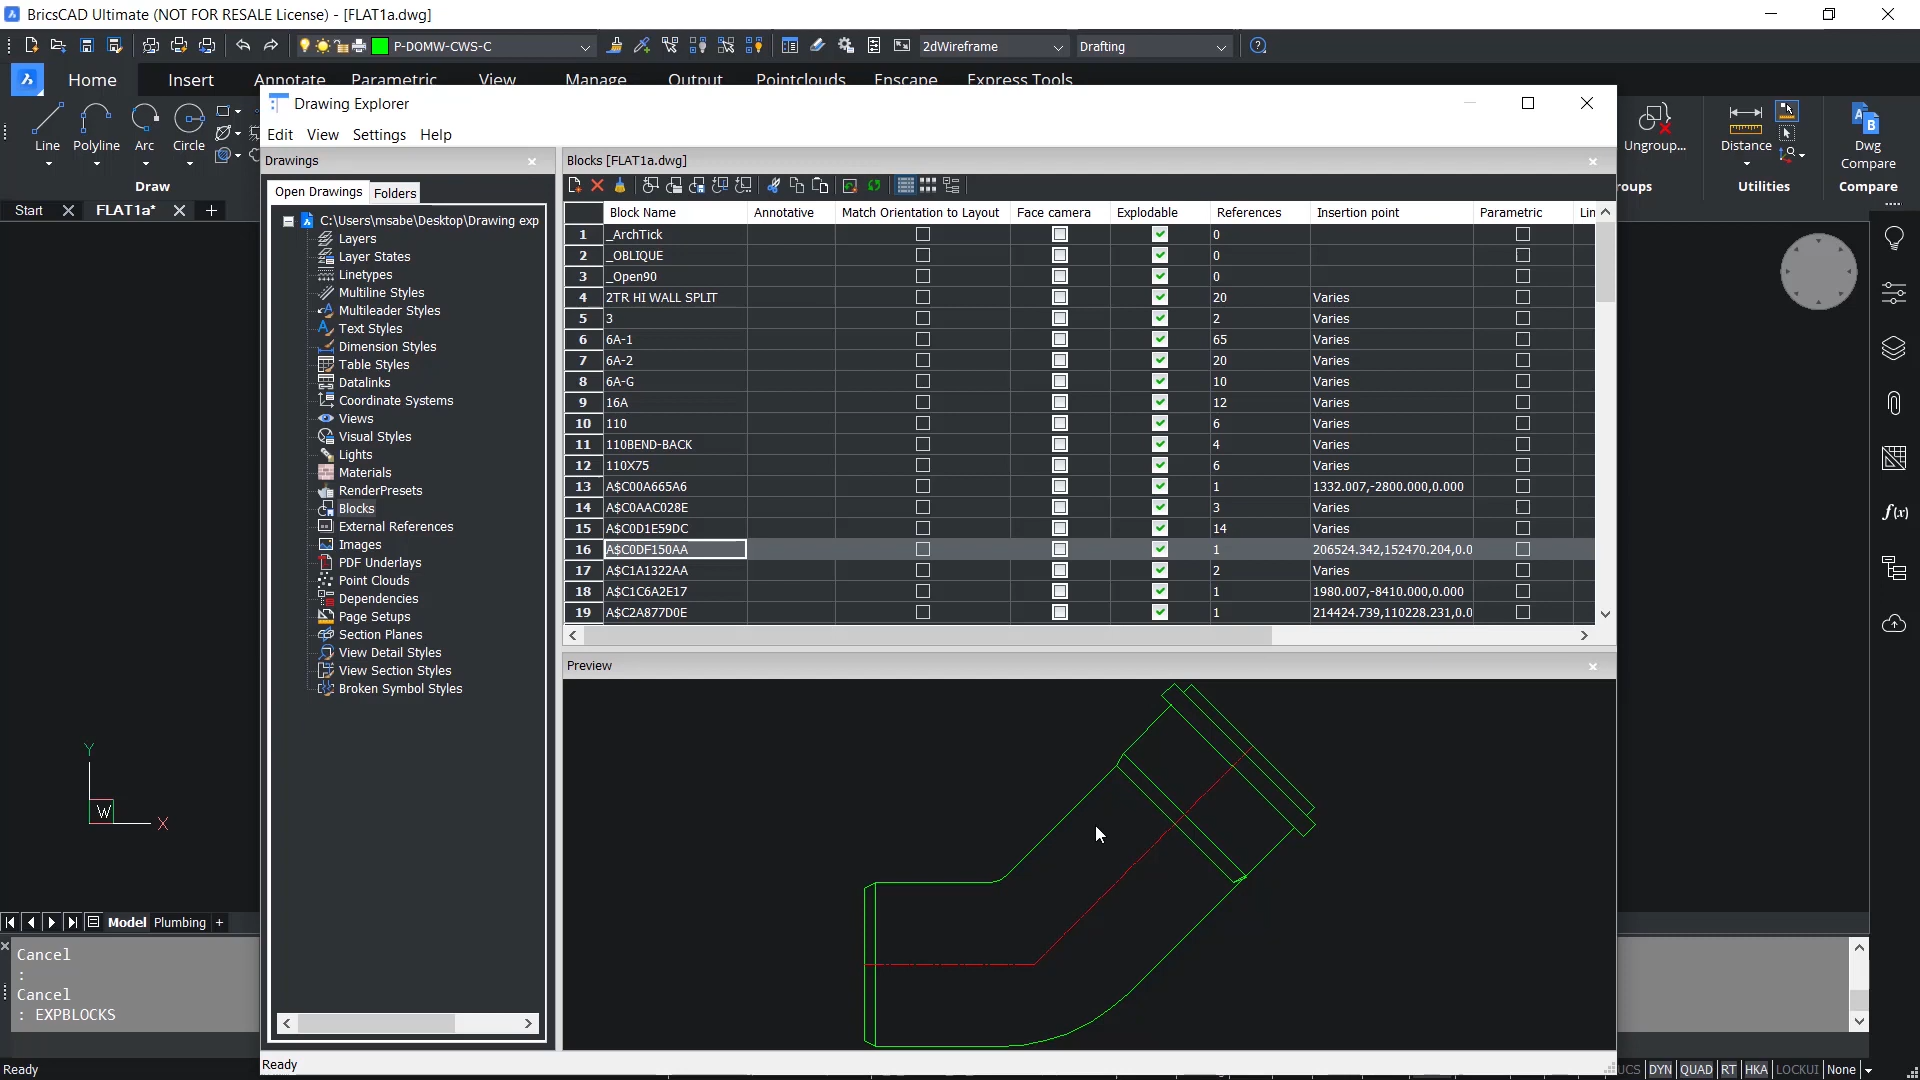 BricsCAD Ultimate (NOT FOR RESALE License) - [FLAT1a.dwg]
P-DOMW-CWS-C
2dWireframe
Drafting
Home Insert Annotate Parametric View Manage Output Pointclouds Enscape Express Tools
Line Polyline Arc Circle
Draw
Start FLAT1a* +
Ungroup...
Distance
Utilities
Dwg
Compare
Compare
Drawing Explorer
Edit View Settings Help
Drawings
Open Drawings Folders
C:\Users\msabe\Desktop\Drawing exp
Layers
Layer States
Linetypes
Multiline Styles
Multileader Styles
Text Styles
Dimension Styles
Table Styles
Datalinks
Coordinate Systems
Views
Visual Styles
Lights
Materials
RenderPresets
Blocks
External References
Images
PDF Underlays
Point Clouds
Dependencies
Page Setups
Section Planes
View Detail Styles
View Section Styles
Broken Symbol Styles
Blocks [FLAT1a.dwg]
Block Name Annotative Match Orientation to Layout Face camera Explodable References Insertion point Parametric Lin
1 _ArchTick 0
2 _OBLIQUE 0
3 _Open90 0
4 2TR HI WALL SPLIT 20 Varies
5 3 2 Varies
6 6A-1 65 Varies
7 6A-2 20 Varies
8 6A-G 10 Varies
9 16A 12 Varies
10 110 6 Varies
11 110BEND-BACK 4 Varies
12 110X75 6 Varies
13 A$C00A665A6 1 1332.007,-2800.000,0.000
14 A$C0AAC028E 3 Varies
15 A$C0D1E59DC 14 Varies
16 A$C0DF150AA 1 206524.342,152470.204,0.0
17 A$C1A1322AA 2 Varies
18 A$C1C6A2E17 1 1980.007,-8410.000,0.000
19 A$C2A877D0E 1 214424.739,110228.231,0.0
Preview
Y
W
X
Model Plumbing +
Cancel
:
Cancel
: EXPBLOCKS
Ready
Ready
UCS DYN QUAD RT HKA LOCKUI None